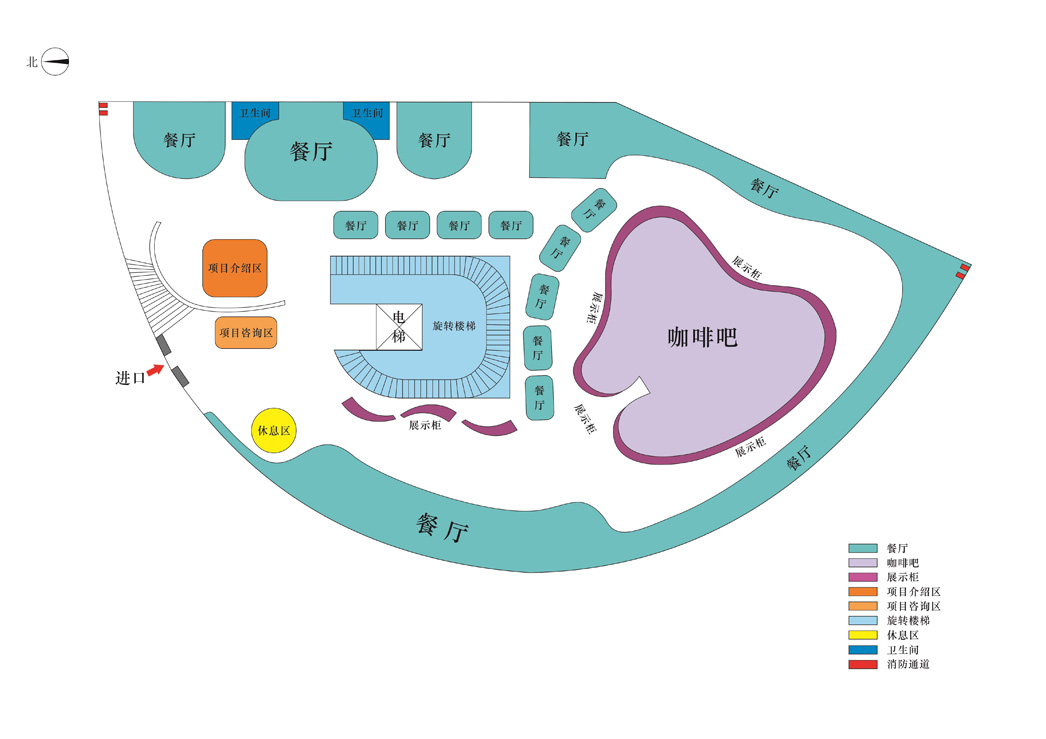 北
卫生间
卫生间
餐厅
餐厅
餐厅
餐厅
餐厅
餐厅
餐厅
餐厅
餐厅
餐厅
餐厅
餐厅
餐厅
餐厅
项目介绍区
展示柜
展示柜
电梯
旋转楼梯
项目咨询区
咖啡吧
进口
展示柜
展示柜
休息区
展示柜
餐厅
餐厅
餐厅
咖啡吧
展示柜
项目介绍区
项目咨询区
旋转楼梯
休息区
卫生间
消防通道